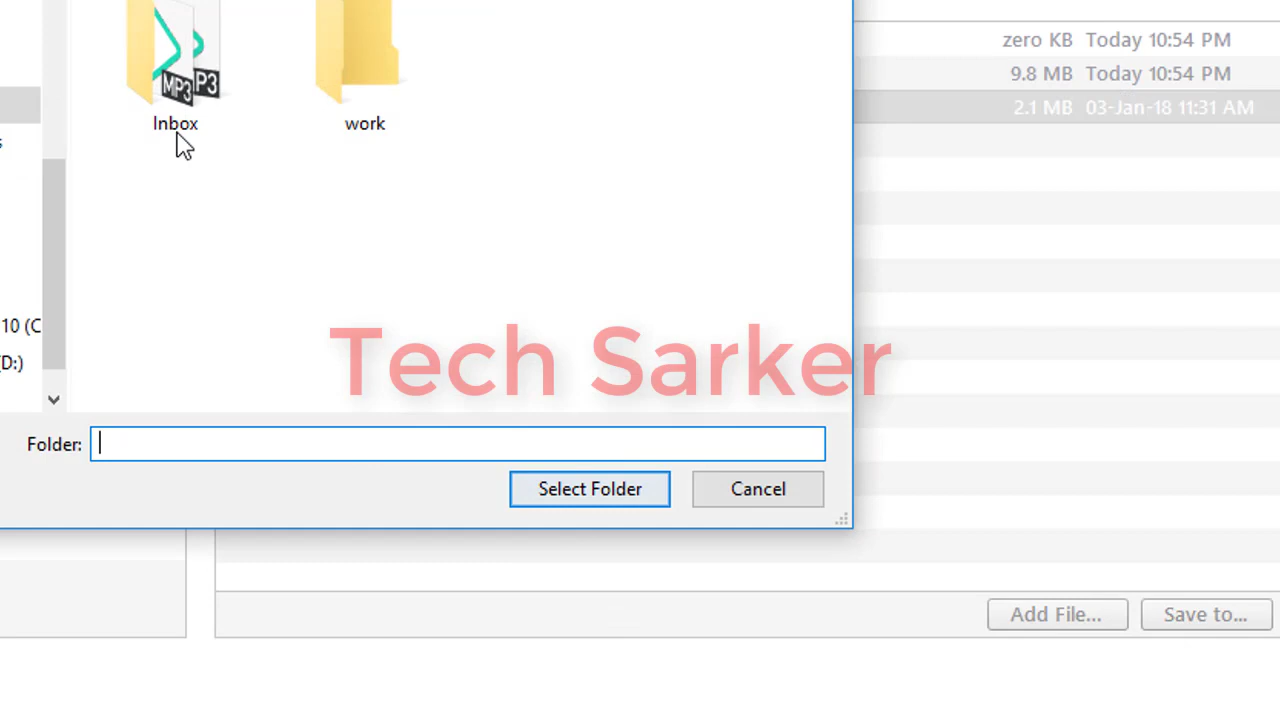 zero KB Today 10:54 PM
9.8 MB Today 10:54 PM
2.1 MB 03-Jan-18 11:31 AM
MP3 P3
Inbox
work
s
10 (C
(D:)
Tech Sarker
Folder:
Select Folder
Cancel
Add File...
Save to...